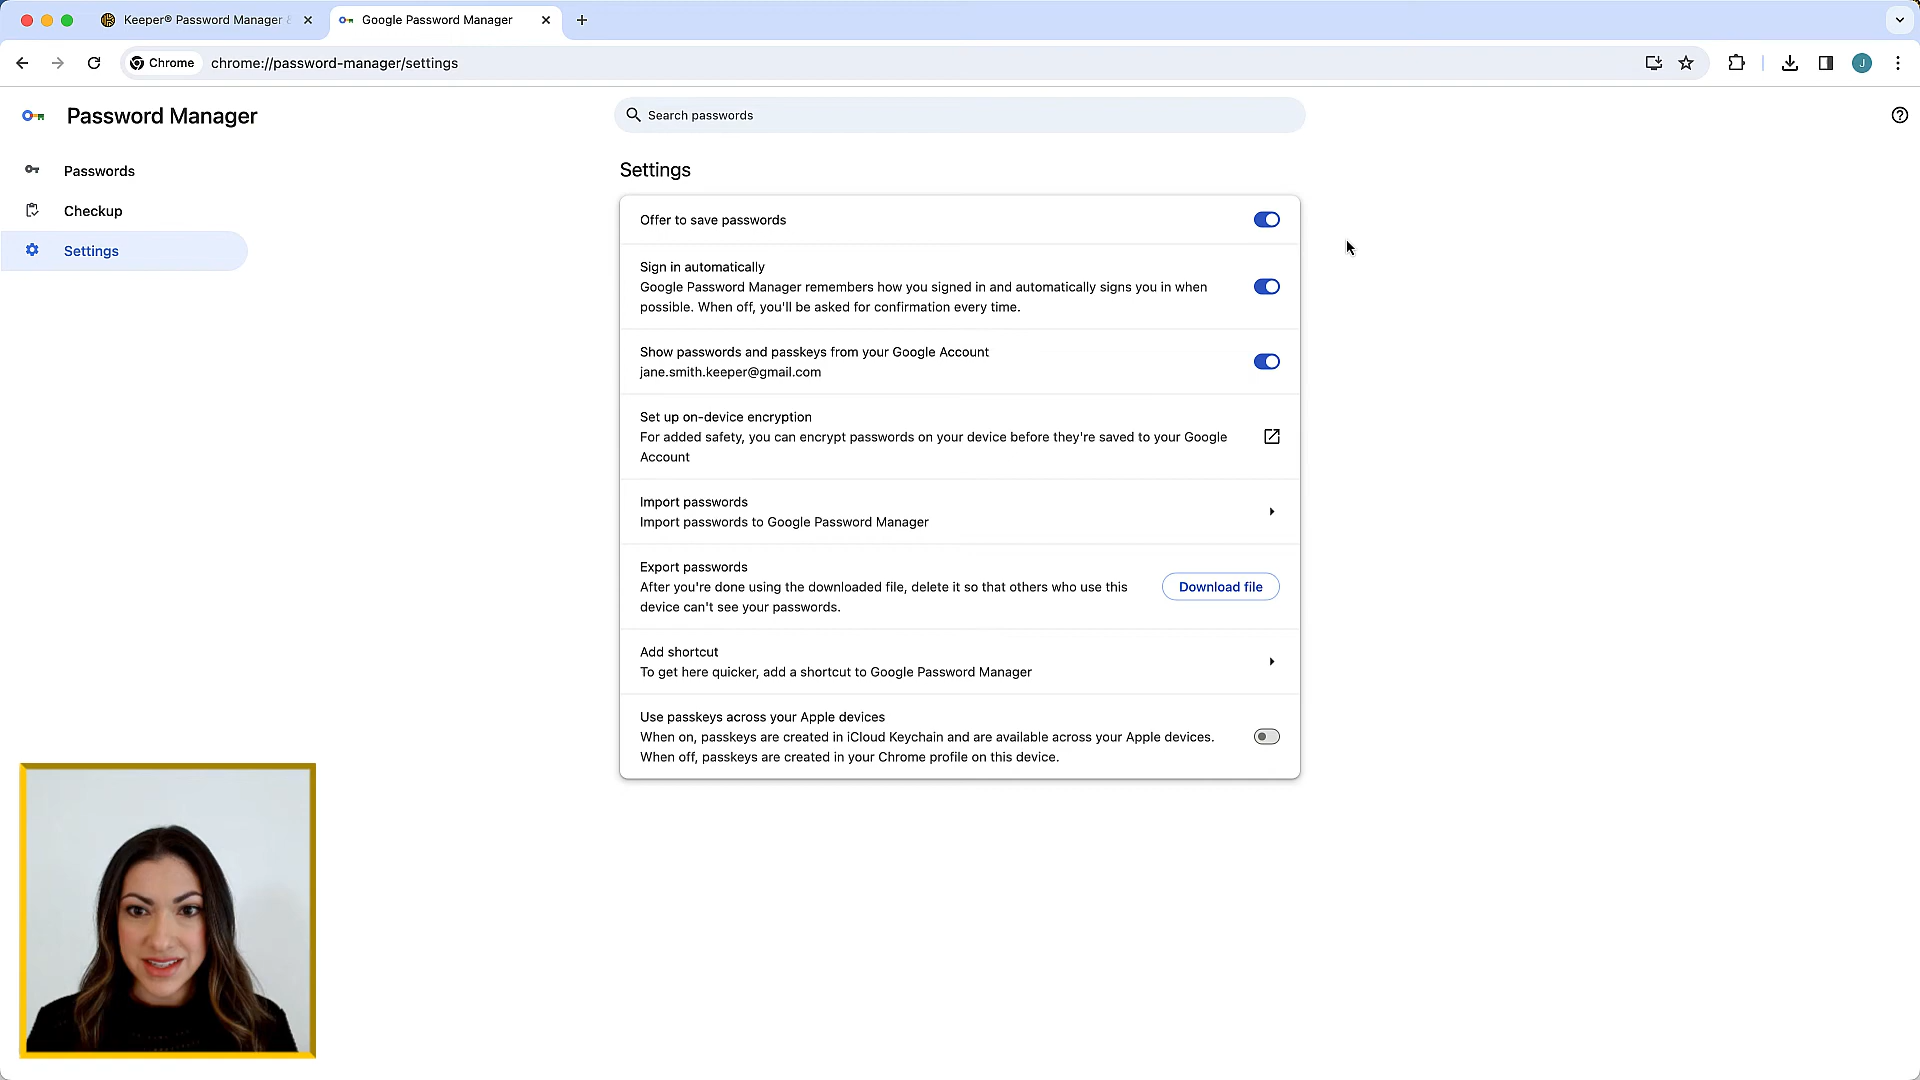 Keeper® Password Manager
Google Password Manager
Chrome
chrome://password-manager/settings
J
Password Manager
Search passwords
Passwords
Checkup
Settings
Settings
Offer to save passwords
Sign in automatically
Google Password Manager remembers how you signed in and automatically signs you in when
possible. When off, you'll be asked for confirmation every time.
Show passwords and passkeys from your Google Account
jane.smith.keeper@gmail.com
Set up on-device encryption
For added safety, you can encrypt passwords on your device before they're saved to your Google
Account
Import passwords
Import passwords to Google Password Manager
Export passwords
After you're done using the downloaded file, delete it so that others who use this
device can't see your passwords.
Download file
Add shortcut
To get here quicker, add a shortcut to Google Password Manager
Use passkeys across your Apple devices
When on, passkeys are created in iCloud Keychain and are available across your Apple devices.
When off, passkeys are created in your Chrome profile on this device.